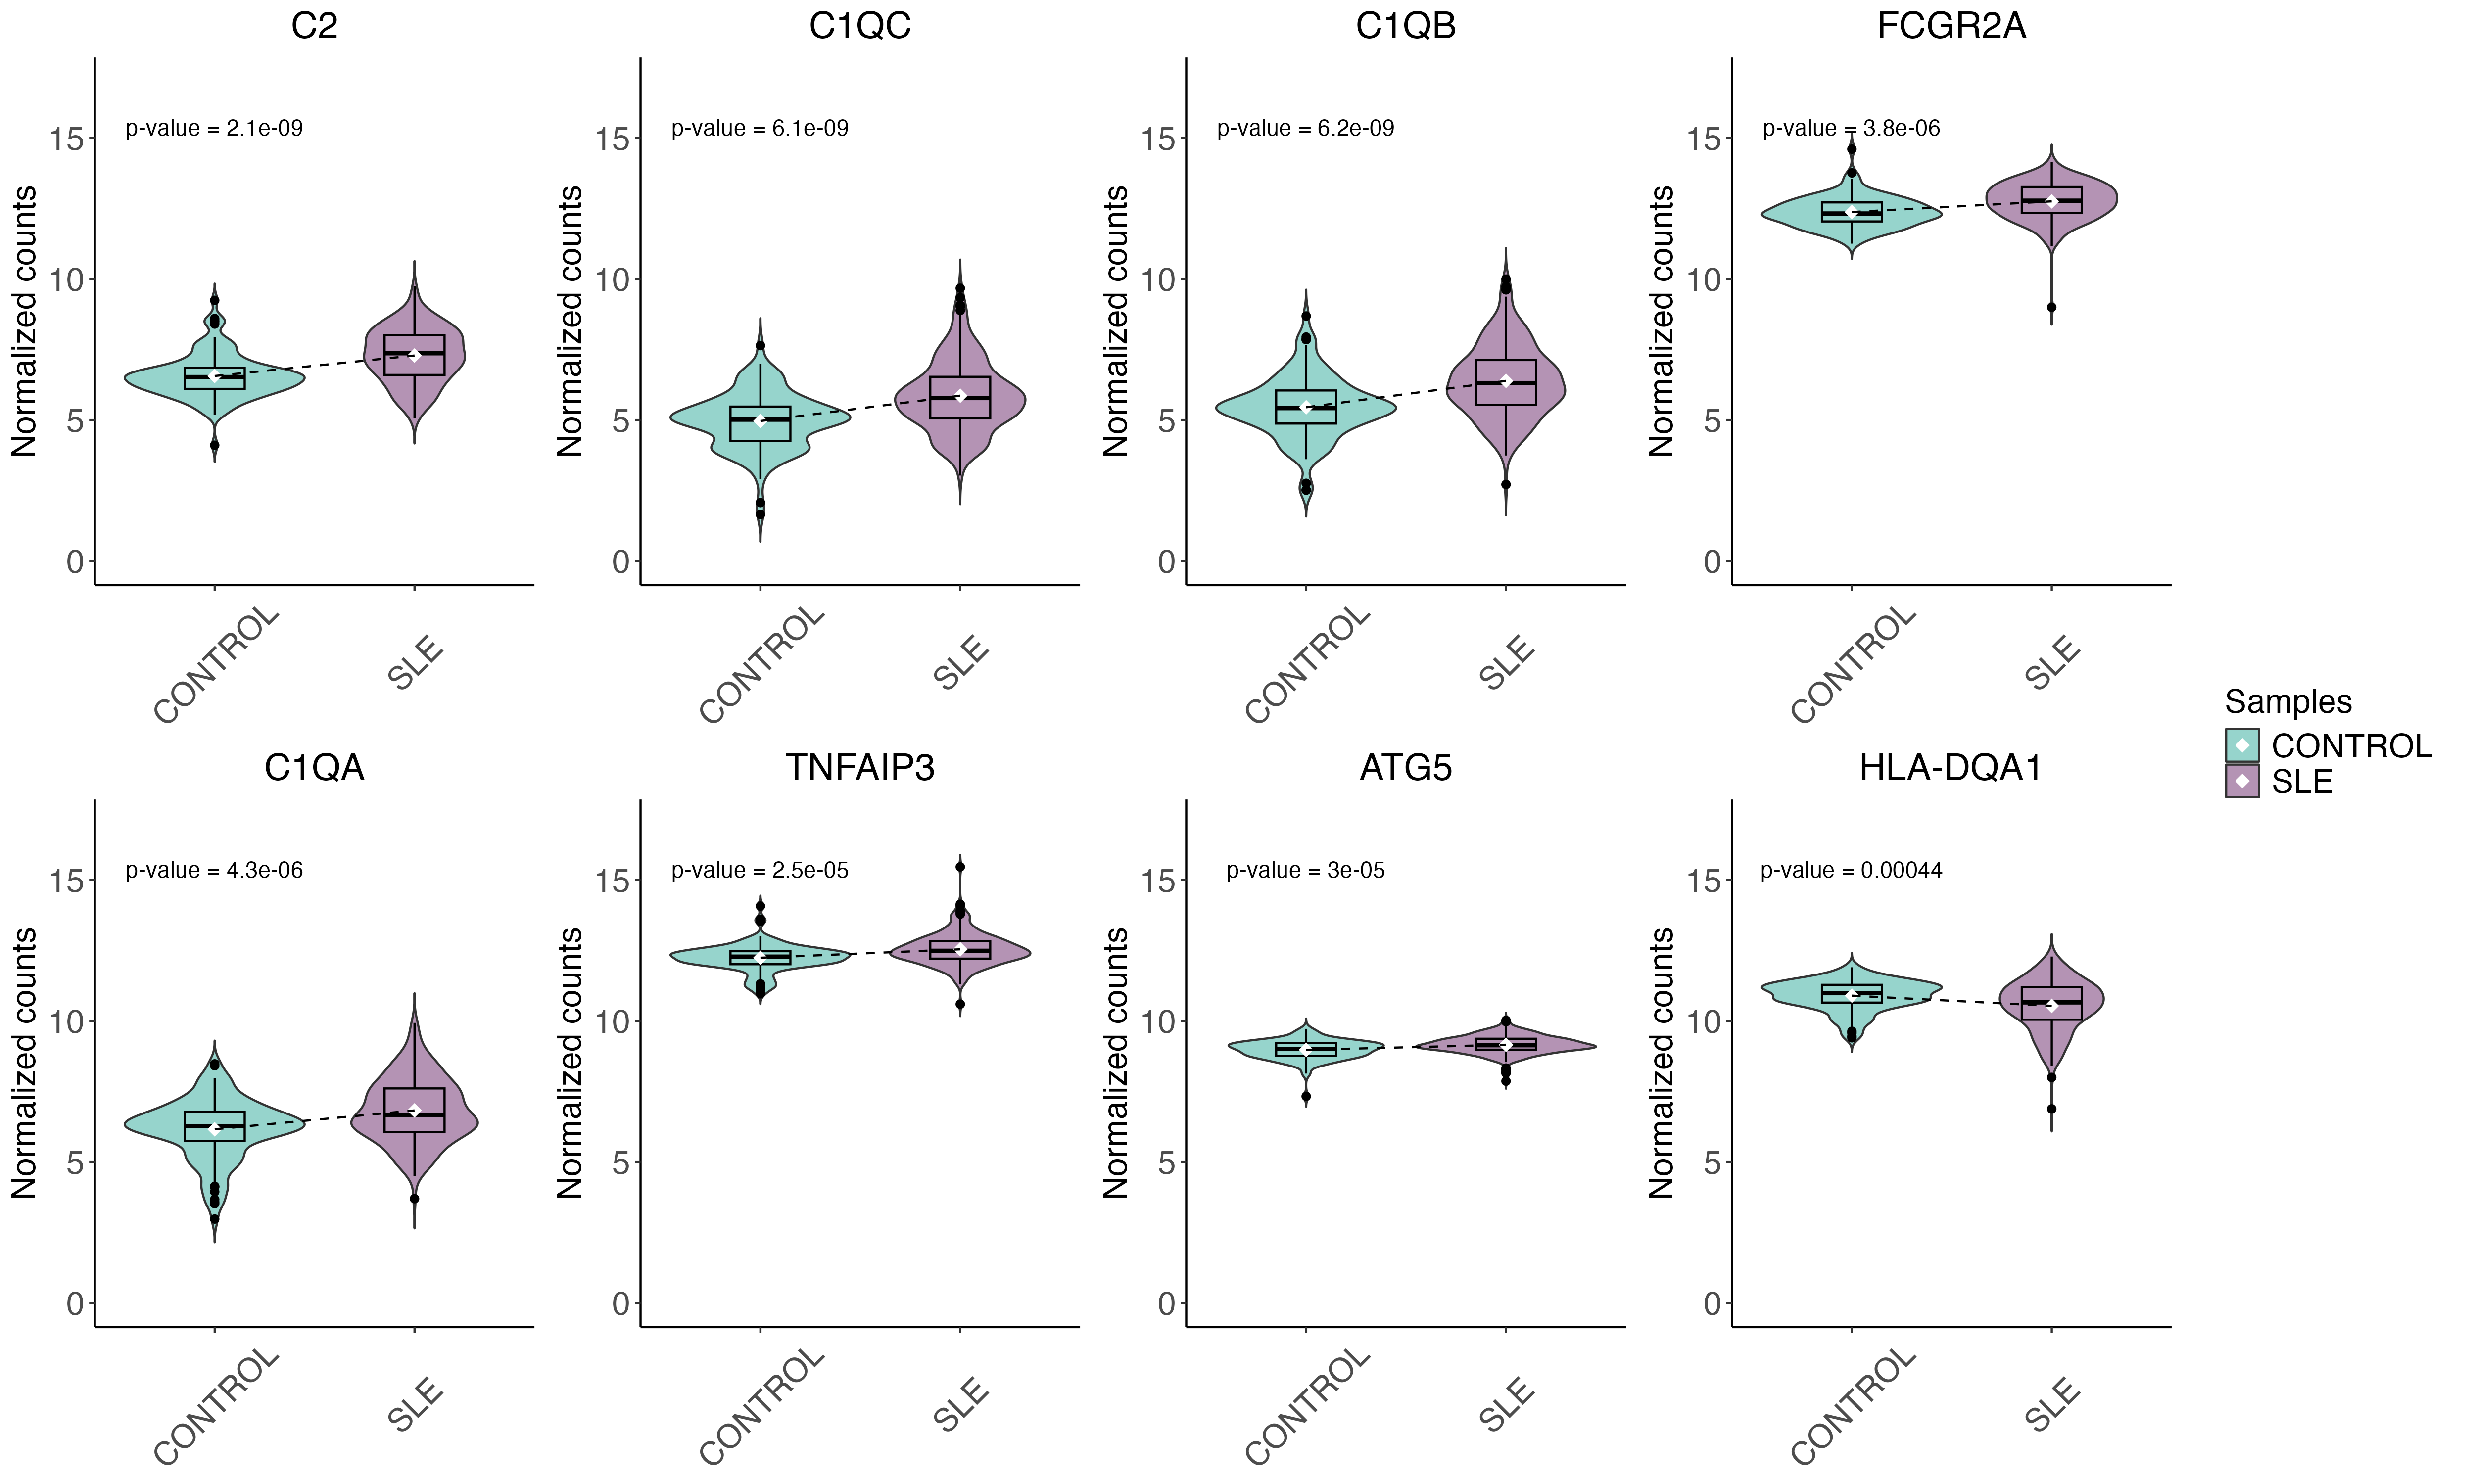 C2
p-value = 2.1e-09
Normalized counts
15
10
5
0
CONTROL
SLE
C1QC
p-value = 6.1e-09
Normalized counts
15
10
5
0
CONTROL
SLE
C1QB
p-value = 6.2e-09
Normalized counts
15
10
5
0
CONTROL
SLE
FCGR2A
p-value = 3.8e-06
Normalized counts
15
10
5
0
CONTROL
SLE
C1QA
p-value = 4.3e-06
Normalized counts
15
10
5
0
CONTROL
SLE
TNFAIP3
p-value = 2.5e-05
Normalized counts
15
10
5
0
CONTROL
SLE
ATG5
p-value = 3e-05
Normalized counts
15
10
5
0
CONTROL
SLE
HLA-DQA1
p-value = 0.00044
Normalized counts
15
10
5
0
CONTROL
SLE
Samples
CONTROL
SLE